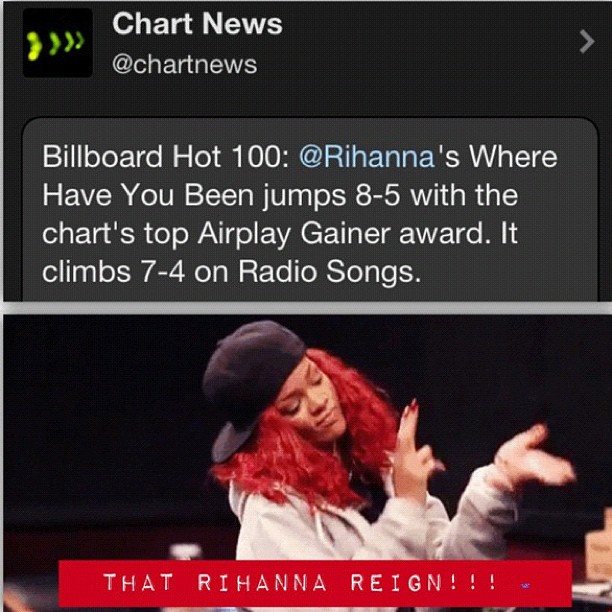 Chart News
@chartnews
Billboard Hot 100: @Rihanna's Where
Have You Been jumps 8-5 with the
chart's top Airplay Gainer award. It
climbs 7-4 on Radio Songs.
THAT RIHANNA REIGN!!!